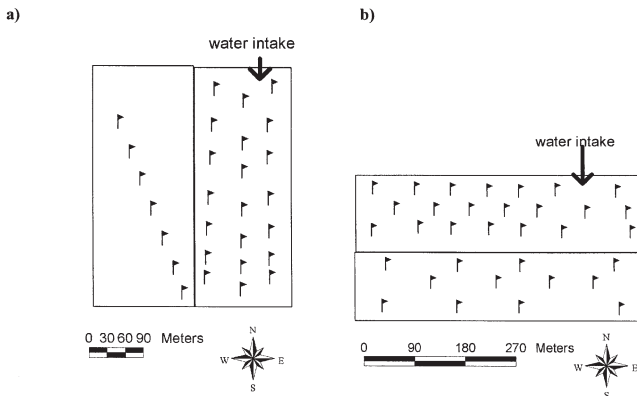 a)
water intake
0 30 60 90 Meters
N
W E
S
b)
water intake
0 90 180 270 Meters
N
W E
S